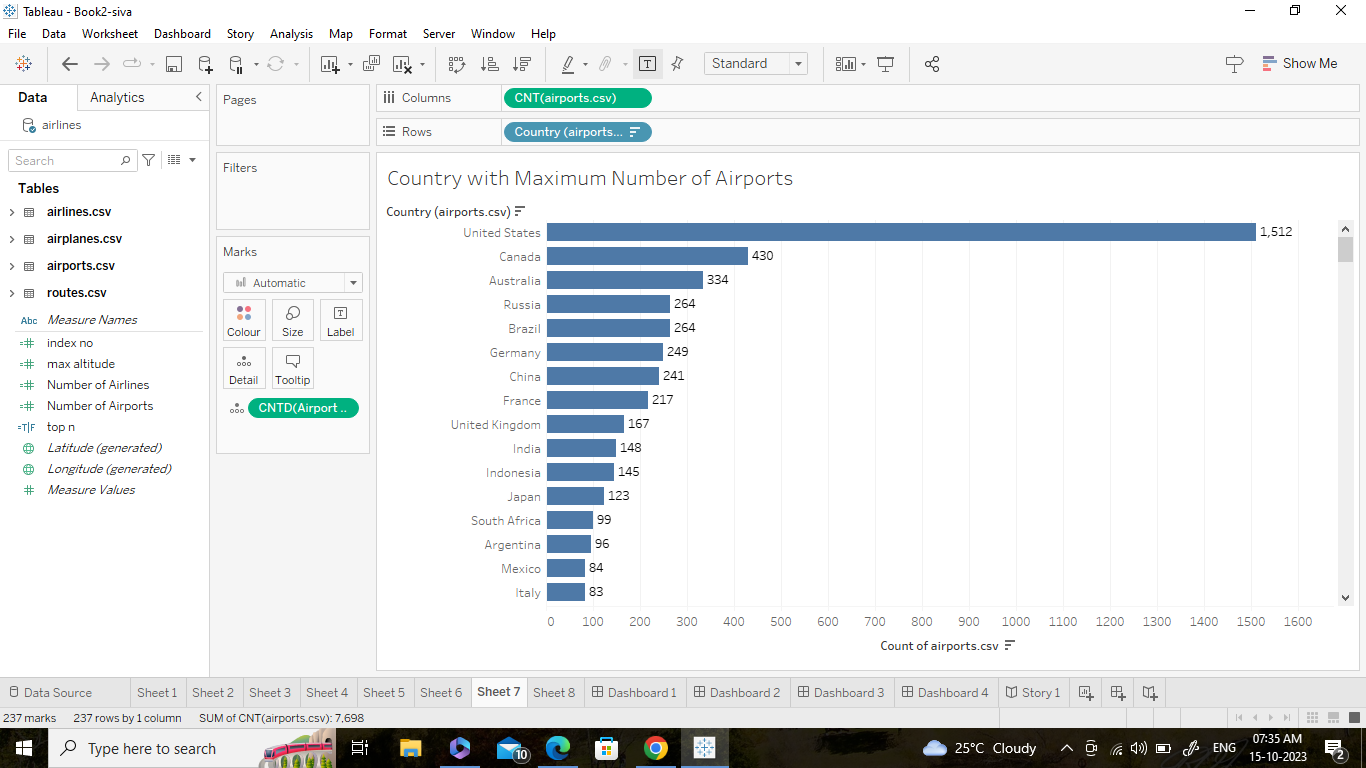 Tableau - Book2-siva
File Data Worksheet Dashboard Story Analysis Map Format Server Window Help
Standard
Show Me
Data Analytics
airlines
Search
Tables
airlines.csv
airplanes.csv
airports.csv
routes.csv
Abc Measure Names
index no
max altitude
Number of Airlines
Number of Airports
top n
Latitude (generated)
Longitude (generated)
Measure Values
Pages
Filters
Marks
Automatic
Colour Size Label
Detail Tooltip
CNTD(Airport ..
Columns CNT(airports.csv)
Rows Country (airports...
Country with Maximum Number of Airports
Country (airports.csv)
United States 1,512
Canada 430
Australia 334
Russia 264
Brazil 264
Germany 249
China 241
France 217
United Kingdom 167
India 148
Indonesia 145
Japan 123
South Africa 99
Argentina 96
Mexico 84
Italy 83
0 100 200 300 400 500 600 700 800 900 1000 1100 1200 1300 1400 1500 1600
Count of airports.csv
Data Source Sheet 1 Sheet 2 Sheet 3 Sheet 4 Sheet 5 Sheet 6 Sheet 7 Sheet 8 Dashboard 1 Dashboard 2 Dashboard 3 Dashboard 4 Story 1
237 marks 237 rows by 1 column SUM of CNT(airports.csv): 7,698
Type here to search
10
25°C Cloudy
ENG
07:35 AM
15-10-2023
2